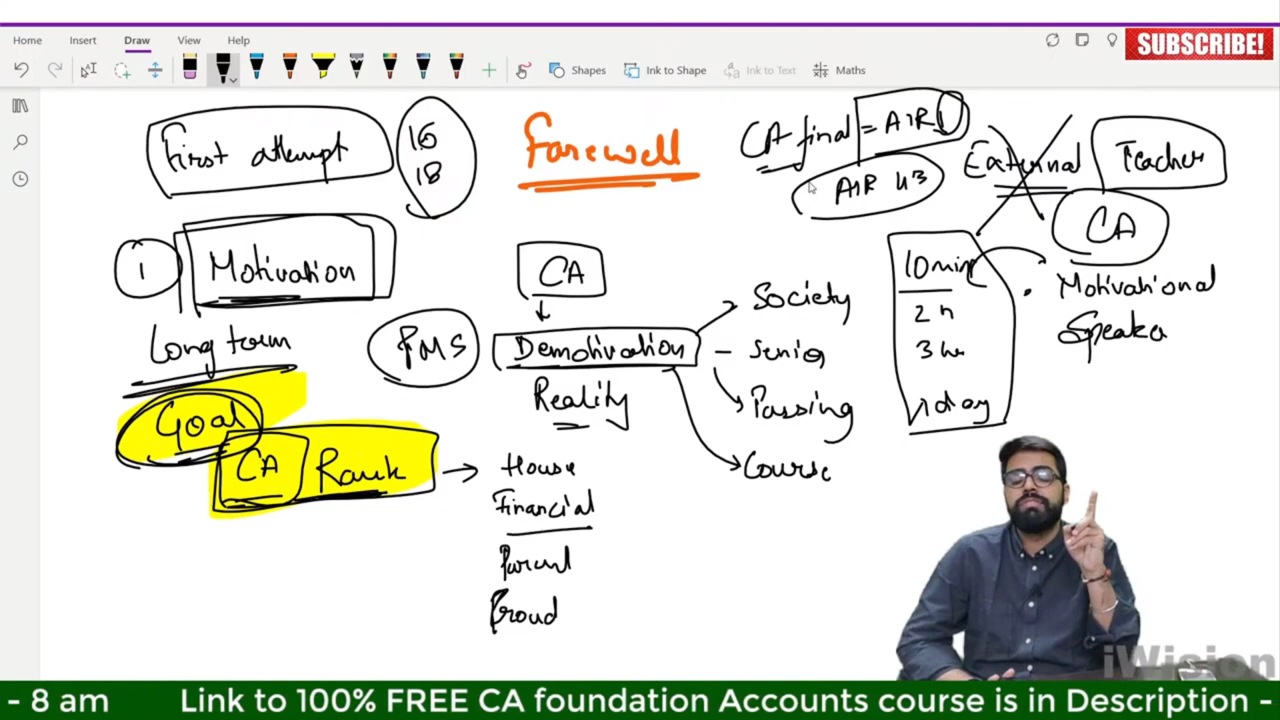 Home Insert Draw View Help
SUBSCRIBE!
Shapes Ink to Shape Ink to Text Maths
First attempt
16
18
Farewell
CA final = AIR 1
AIR 43
External
Teacher
CA
1
Motivation
Long term
Goal
CA Rank
PMS
CA
Demotivation
Reality
House
Financial
Parent
Proud
Society
Senior
Passing
Course
10 min
2 h
3 hr
1 day
Motivational
Speaker
iWision
- 8 am Link to 100% FREE CA foundation Accounts course is in Description -